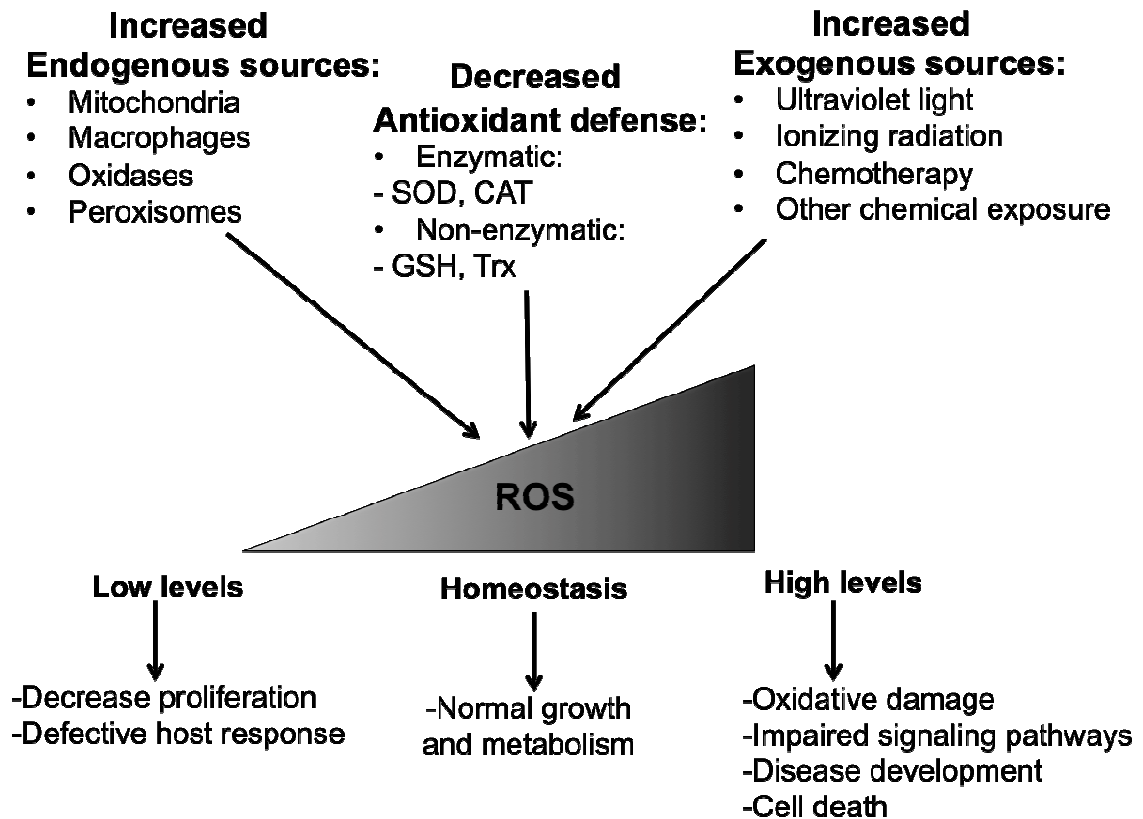 Increased
Endogenous sources:
• Mitochondria
• Macrophages
• Oxidases
• Peroxisomes
Decreased
Antioxidant defense:
• Enzymatic:
- SOD, CAT
• Non-enzymatic:
- GSH, Trx
Increased
Exogenous sources:
• Ultraviolet light
• Ionizing radiation
• Chemotherapy
• Other chemical exposure
ROS
Low levels
-Decrease proliferation
-Defective host response
Homeostasis
-Normal growth
and metabolism
High levels
-Oxidative damage
-Impaired signaling pathways
-Disease development
-Cell death